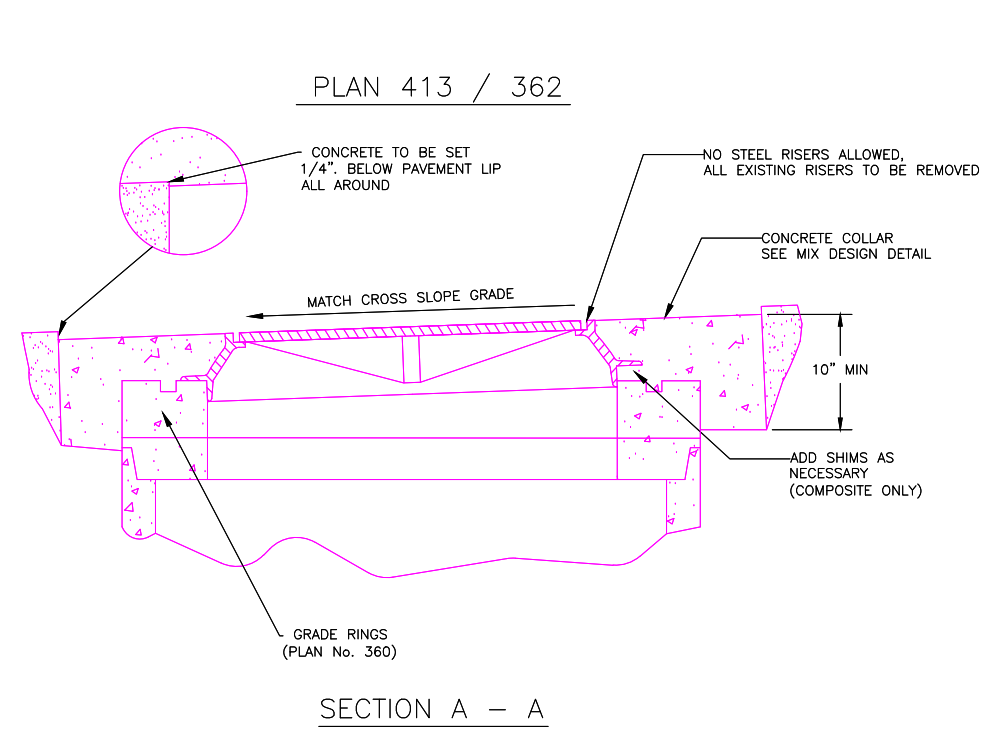 PLAN 413 / 362
CONCRETE TO BE SET
1/4". BELOW PAVEMENT LIP
ALL AROUND
NO STEEL RISERS ALLOWED,
ALL EXISTING RISERS TO BE REMOVED
CONCRETE COLLAR
SEE MIX DESIGN DETAIL
MATCH CROSS SLOPE GRADE
10" MIN
ADD SHIMS AS
NECESSARY
(COMPOSITE ONLY)
GRADE RINGS
(PLAN No. 360)
SECTION A – A